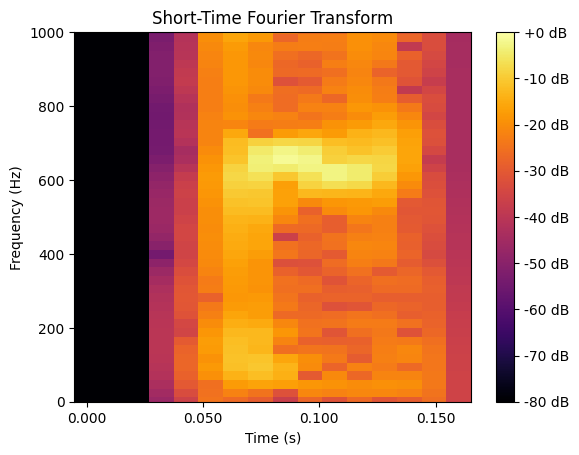 Short-Time Fourier Transform
1000
800
600
400
200
0
Frequency (Hz)
0.000
0.050
0.100
0.150
Time (s)
+0 dB
-10 dB
-20 dB
-30 dB
-40 dB
-50 dB
-60 dB
-70 dB
-80 dB